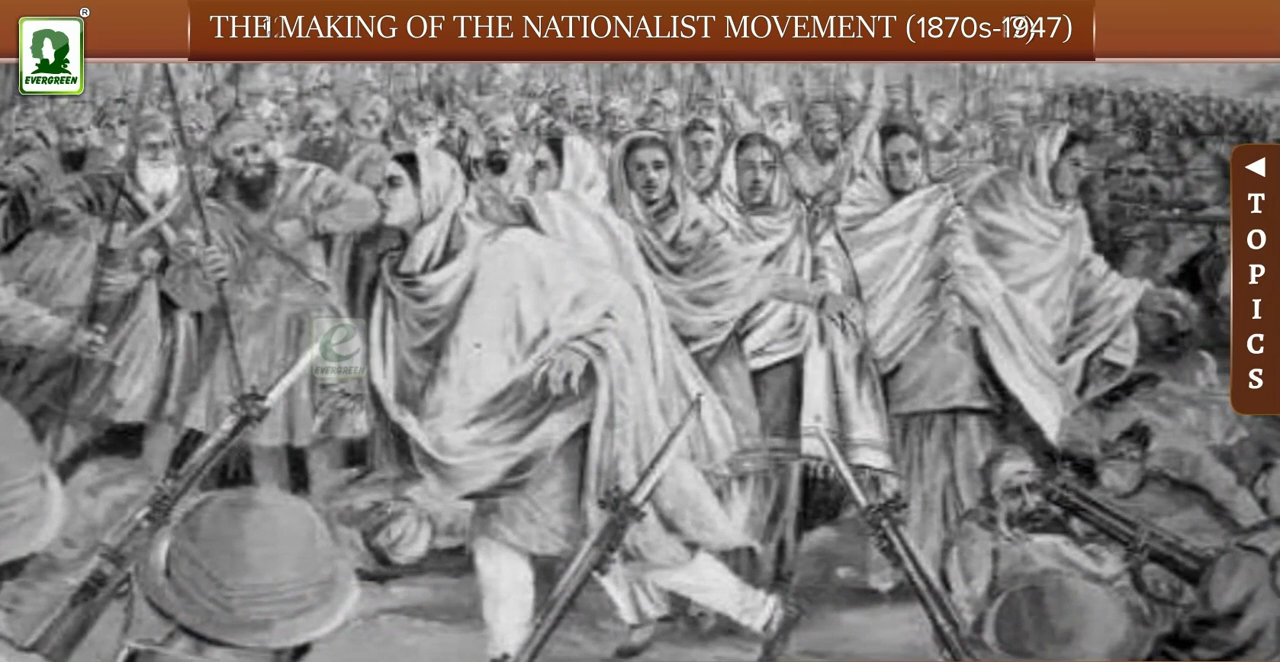 THE MAKING OF THE NATIONALIST MOVEMENT (1870s-1947)
®
EVERGREEN
e
EVERGREEN
◀
TOPICS